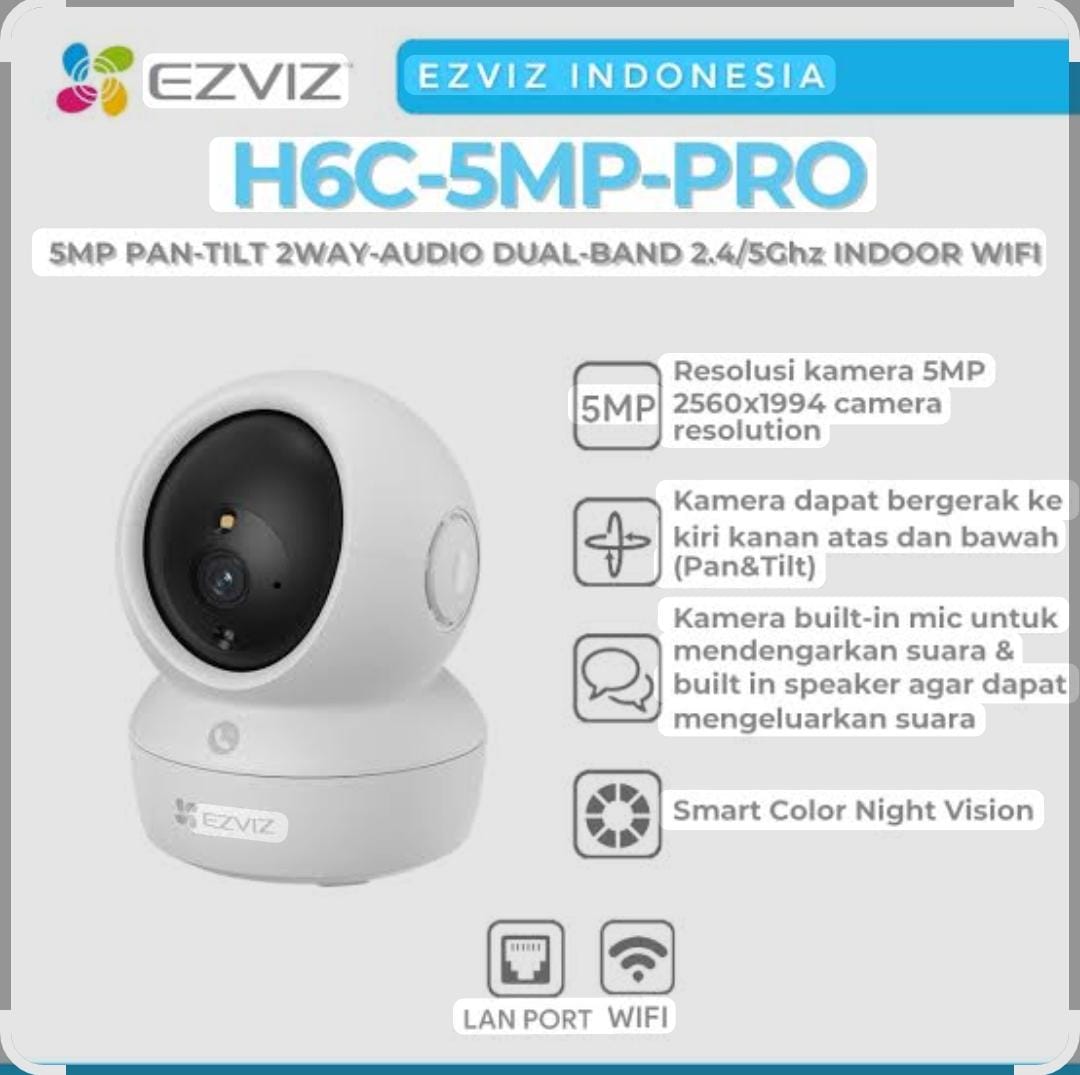 EZVIZ
EZVIZ INDONESIA
H6C-5MP-PRO
5MP PAN-TILT 2WAY-AUDIO DUAL-BAND 2.4/5Ghz INDOOR WIFI
5MP
Resolusi kamera 5MP
2560x1994 camera
resolution
Kamera dapat bergerak ke
kiri kanan atas dan bawah
(Pan&Tilt)
Kamera built-in mic untuk
mendengarkan suara &
built in speaker agar dapat
mengeluarkan suara
Smart Color Night Vision
EZVIZ
LAN PORT WIFI